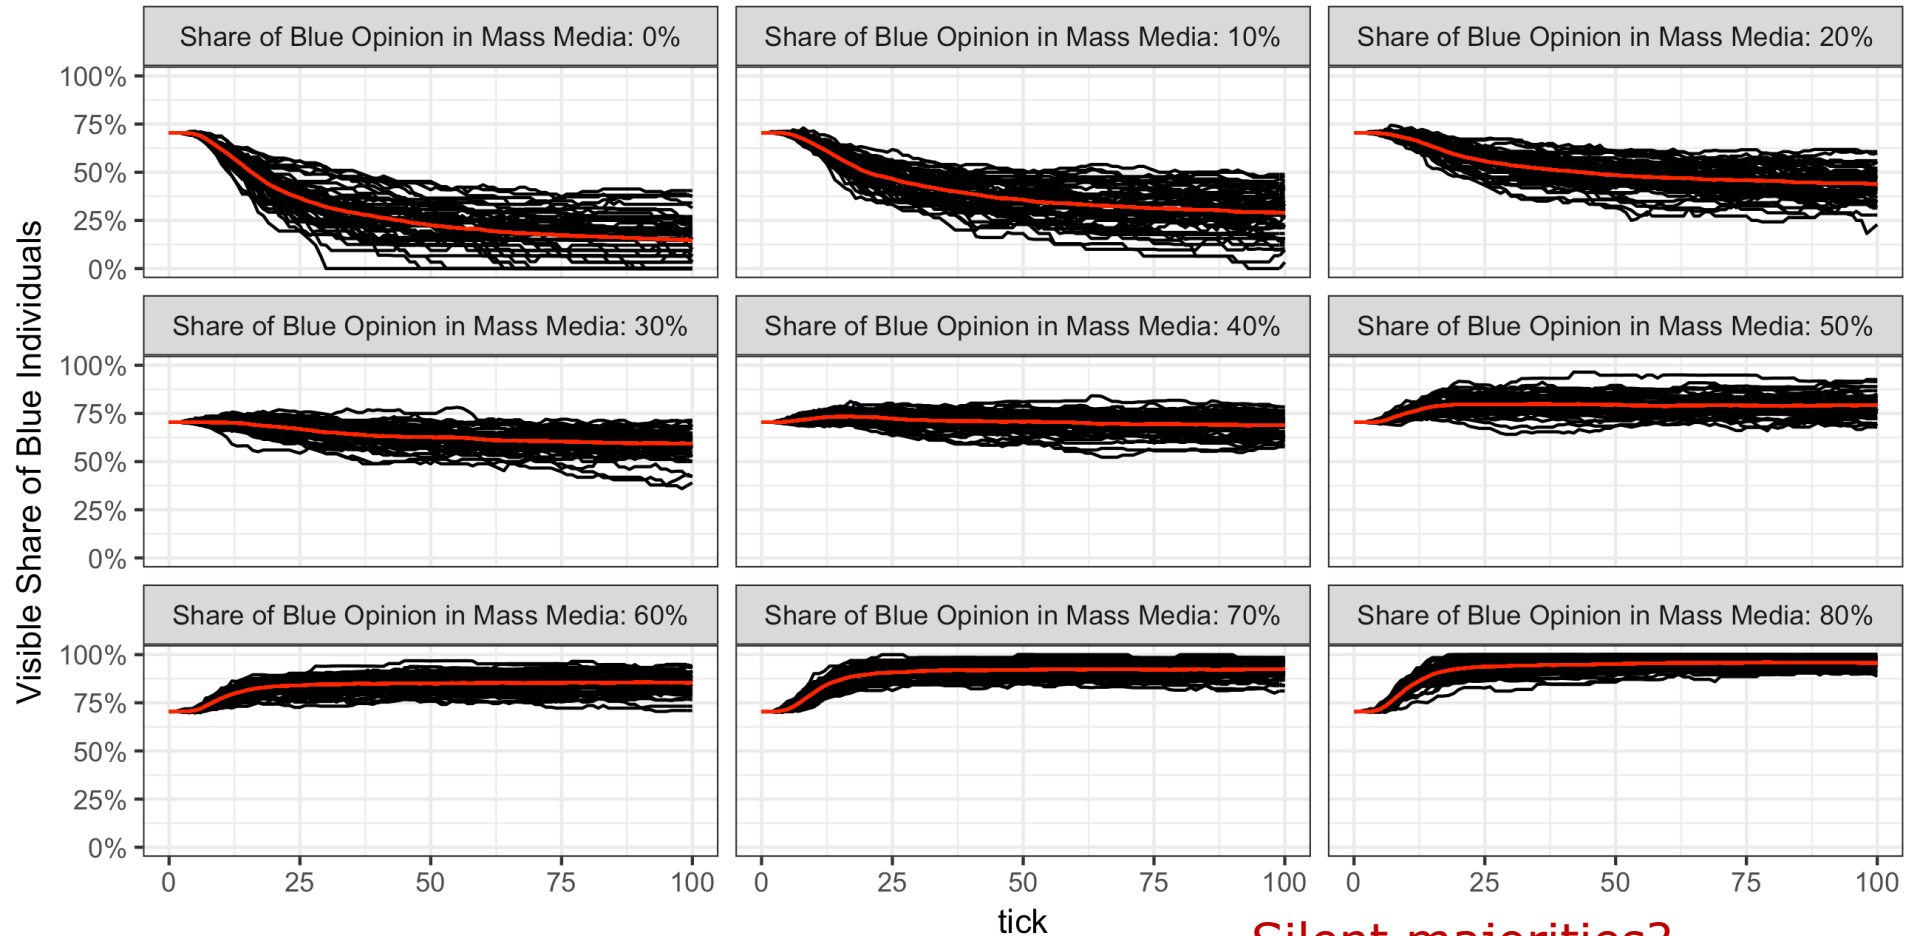 Share of Blue Opinion in Mass Media: 0%
Share of Blue Opinion in Mass Media: 10%
Share of Blue Opinion in Mass Media: 20%
100%
75%
50%
25%
0%
Share of Blue Opinion in Mass Media: 30%
Share of Blue Opinion in Mass Media: 40%
Share of Blue Opinion in Mass Media: 50%
100%
75%
50%
25%
0%
Share of Blue Opinion in Mass Media: 60%
Share of Blue Opinion in Mass Media: 70%
Share of Blue Opinion in Mass Media: 80%
100%
75%
50%
25%
0%
Visible Share of Blue Individuals
0 25 50 75 100
0 25 50 75 100
0 25 50 75 100
tick
Silent majorities?